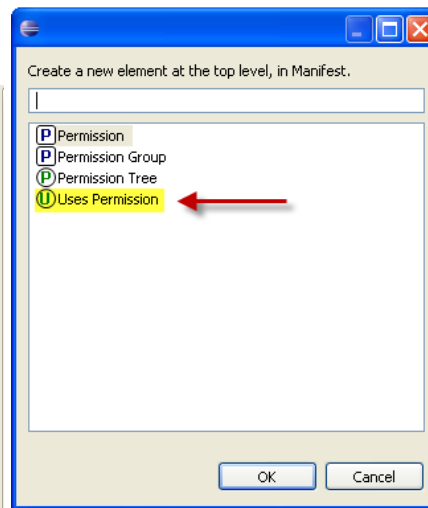 Create a new element at the top level, in Manifest.
P Permission
P Permission Group
P Permission Tree
U Uses Permission
OK
Cancel